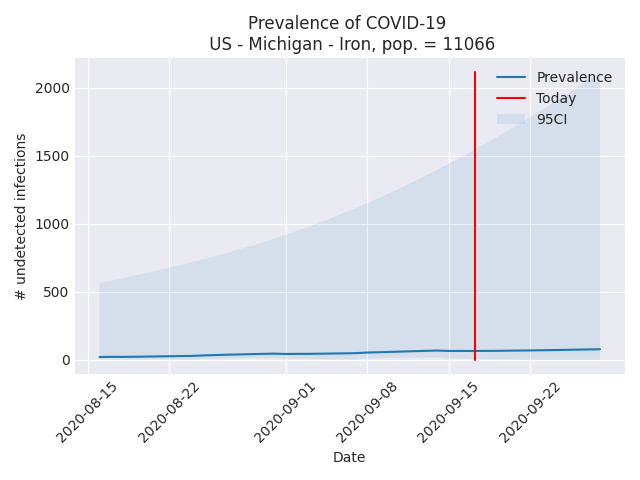 Prevalence of COVID-19
US - Michigan - Iron, pop. = 11066
Prevalence
Today
95CI
# undetected infections
2000
1500
1000
500
0
2020-08-15
2020-08-22
2020-09-01
2020-09-08
2020-09-15
2020-09-22
Date